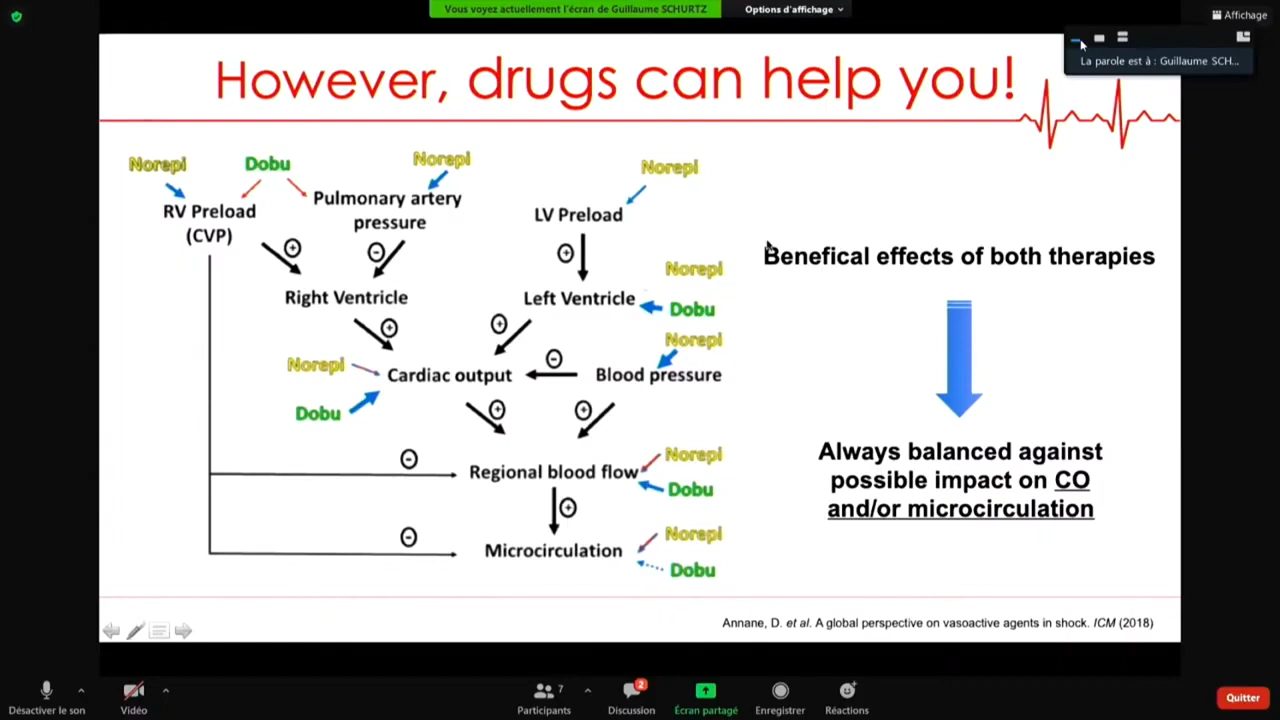 Vous voyez actuellement l'écran de Guillaume SCHURTZ
Options d'affichage
Affichage
La parole est à : Guillaume SCH...
However, drugs can help you!
Norepi
Dobu
Norepi
Norepi
RV Preload
(CVP)
Pulmonary artery
pressure
LV Preload
+
-
+
Benefical effects of both therapies
Norepi
Right Ventricle
Left Ventricle
Dobu
+
+
Norepi
Norepi
-
Cardiac output
Blood pressure
Dobu
+
+
Always balanced against
possible impact on CO
and/or microcirculation
-
Norepi
Regional blood flow
Dobu
+
-
Norepi
Microcirculation
Dobu
Annane, D. et al. A global perspective on vasoactive agents in shock. ICM (2018)
2
7
Désactiver le son
Vidéo
Participants
Discussion
Écran partagé
Enregistrer
Réactions
Quitter